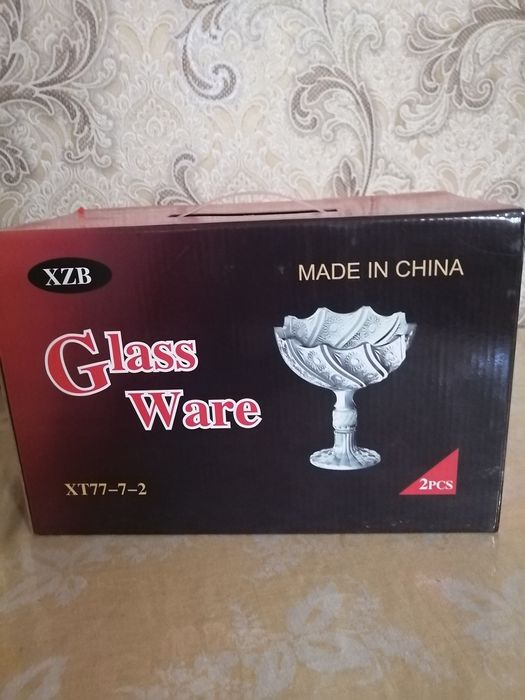 XZB
MADE IN CHINA
Glass
Ware
XT77-7-2
2PCS